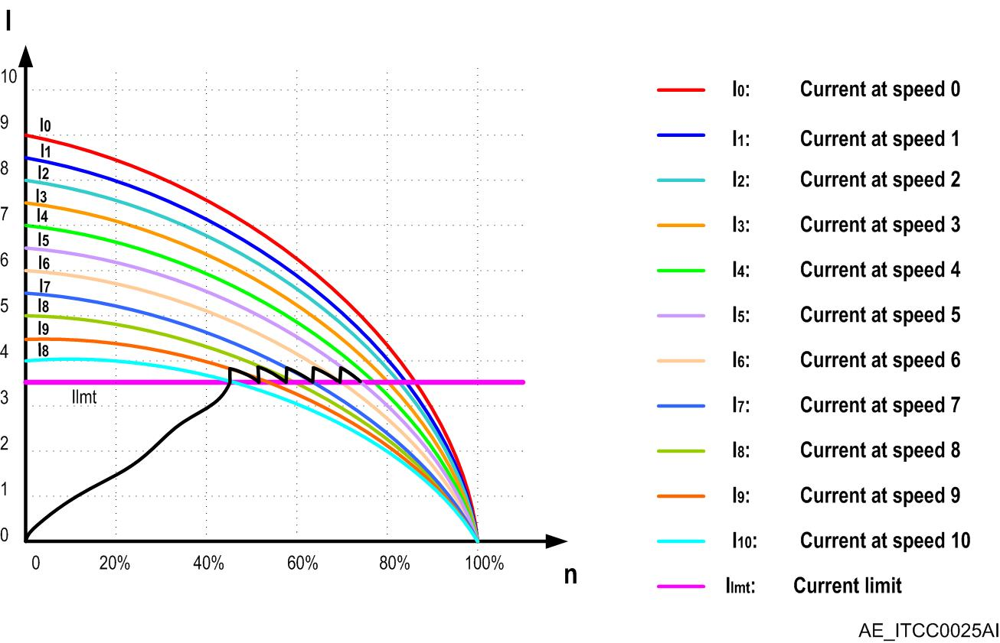 I
10
9
8
7
6
5
4
3
2
1
0
I0
I1
I2
I3
I4
I5
I6
I7
I8
I9
I8
Ilmt
0 20% 40% 60% 80% 100%
n
I0: Current at speed 0
I1: Current at speed 1
I2: Current at speed 2
I3: Current at speed 3
I4: Current at speed 4
I5: Current at speed 5
I6: Current at speed 6
I7: Current at speed 7
I8: Current at speed 8
I9: Current at speed 9
I10: Current at speed 10
Ilmt: Current limit
AE_ITCC0025AI